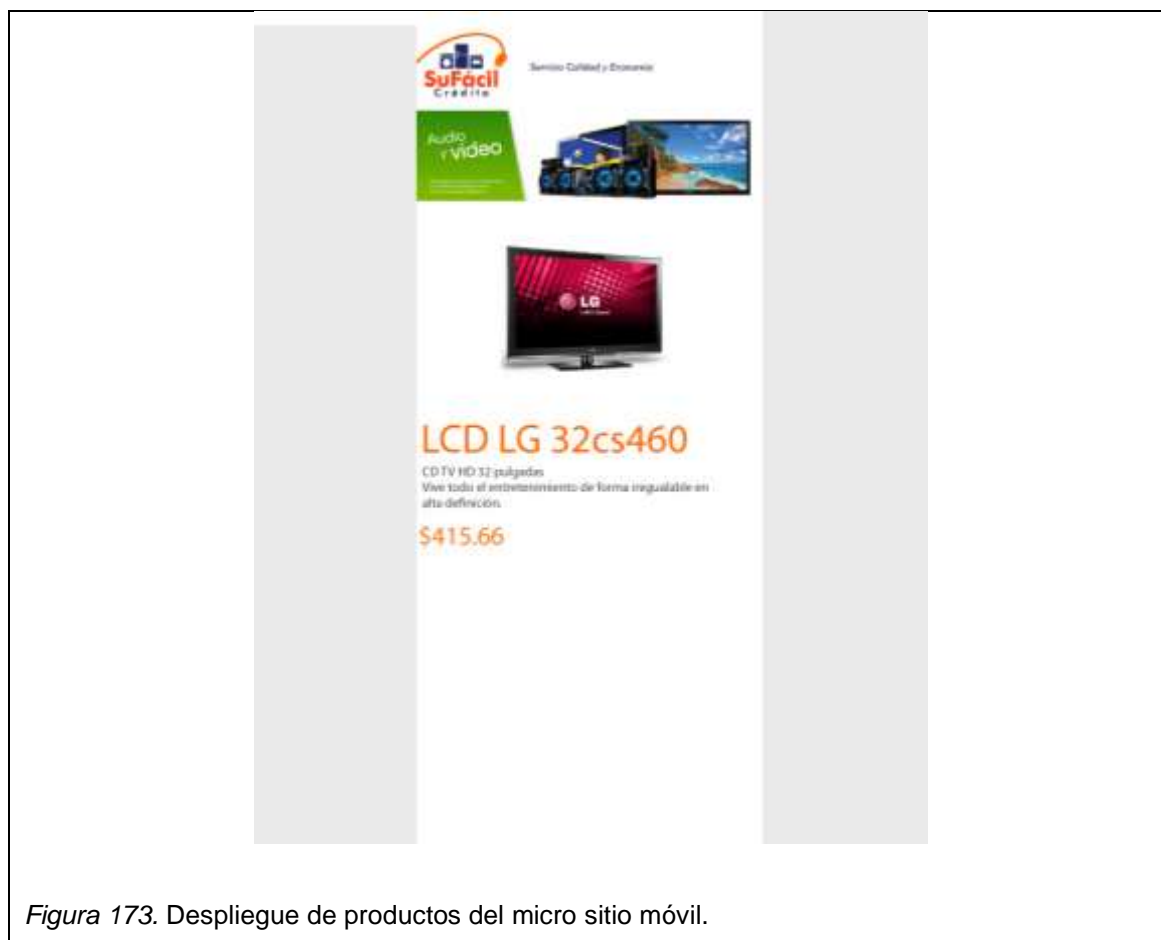 SuFácil
Crédito
Servicio Calidad y Economía
Audio
y video
LG
LCD LG 32cs460
CD TV HD 32 pulgadas
Vive todo el entretenimiento de forma inegualable en
alta definición.
$415.66
Figura 173. Despliegue de productos del micro sitio móvil.